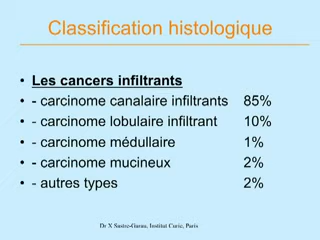 Classification histologique
• Les cancers infiltrants
• - carcinome canalaire infiltrants 85%
• - carcinome lobulaire infiltrant 10%
• - carcinome médullaire 1%
• - carcinome mucineux 2%
• - autres types 2%
Dr X Sastre-Garau, Institut Curie, Paris